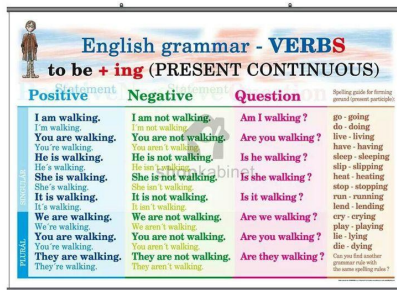 English grammar - VERBS
to be + ing (PRESENT CONTINUOUS)
Statement
Statement
Positive
Negative
Question
Spelling guide for forming
gerund (present participle):
I am walking.
I'm walking.
You are walking.
You're walking.
He is walking.
He's walking.
She is walking.
She's walking.
It is walking.
It's walking.
We are walking.
We're walking.
You are walking.
You're walking.
They are walking.
They're walking.
I am not walking.
I'm not walking.
You are not walking.
You aren't walking.
He is not walking.
He isn't walking.
She is not walking.
She isn't walking.
It is not walking.
It isn't walking.
We are not walking.
We aren't walking.
You are not walking.
You aren't walking.
They are not walking.
They aren't walking.
Am I walking ?
Are you walking ?
Is he walking ?
Is she walking ?
Is it walking ?
Are we walking ?
Are you walking ?
Are they walking ?
go - going
do - doing
live - living
have - having
sleep - sleeping
slip - slipping
heat - heating
stop - stopping
run - running
lend - lending
cry - crying
play - playing
lie - lying
die - dying
Can you find another
grammar rule with
the same spelling rules ?
SINGULAR
PLURAL